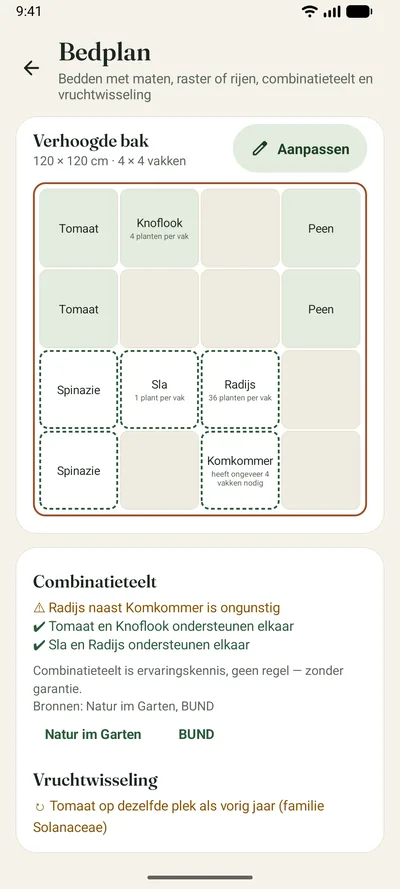 9:41
Bedplan
Bedden met maten, raster of rijen, combinatieteelt en
vruchtwisseling
Verhoogde bak
120 × 120 cm · 4 × 4 vakken
Aanpassen
Tomaat
Knoflook
4 planten per vak
Peen
Tomaat
Peen
Spinazie
Sla
1 plant per vak
Radijs
36 planten per vak
Spinazie
Komkommer
heeft ongeveer 4
vakken nodig
Combinatieteelt
⚠ Radijs naast Komkommer is ongunstig
✔ Tomaat en Knoflook ondersteunen elkaar
✔ Sla en Radijs ondersteunen elkaar
Combinatieteelt is ervaringskennis, geen regel — zonder
garantie.
Bronnen: Natur im Garten, BUND
Natur im Garten
BUND
Vruchtwisseling
↻ Tomaat op dezelfde plek als vorig jaar (familie
Solanaceae)